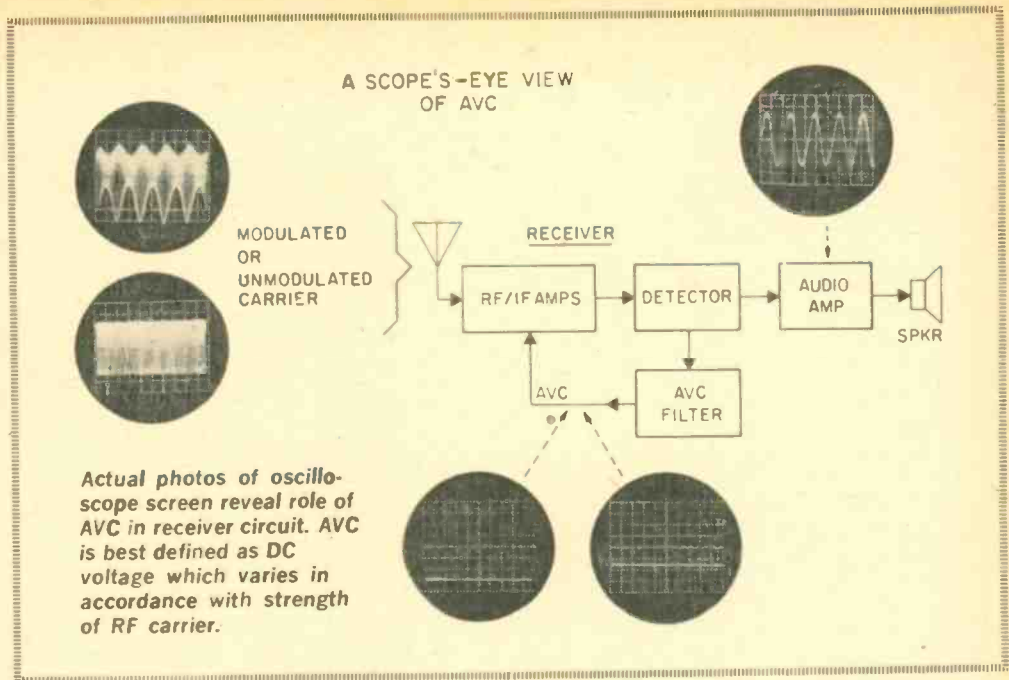 A SCOPE'S-EYE VIEW
OF AVC
MODULATED
OR
UNMODULATED
CARRIER
RECEIVER
RF/IF AMPS
DETECTOR
AUDIO
AMP
SPKR
AVC
AVC
FILTER
Actual photos of oscillo-
scope screen reveal role of
AVC in receiver circuit. AVC
is best defined as DC
voltage which varies in
accordance with strength
of RF carrier.